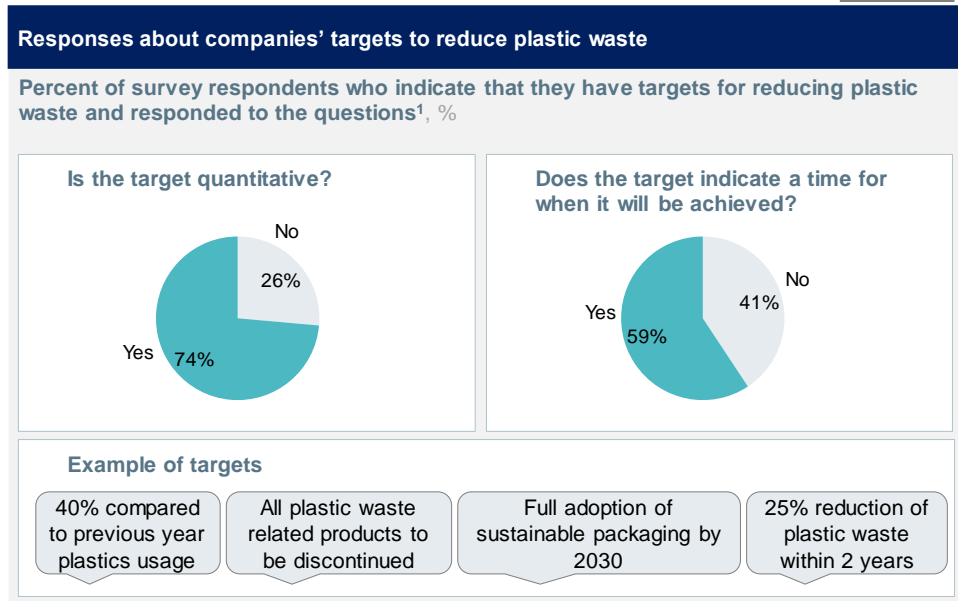 Responses about companies’ targets to reduce plastic waste
Percent of survey respondents who indicate that they have targets for reducing plastic
waste and responded to the questions¹, %
Is the target quantitative?
No
26%
Yes
74%
Does the target indicate a time for
when it will be achieved?
No
41%
Yes
59%
Example of targets
40% compared
to previous year
plastics usage
All plastic waste
related products to
be discontinued
Full adoption of
sustainable packaging by
2030
25% reduction of
plastic waste
within 2 years